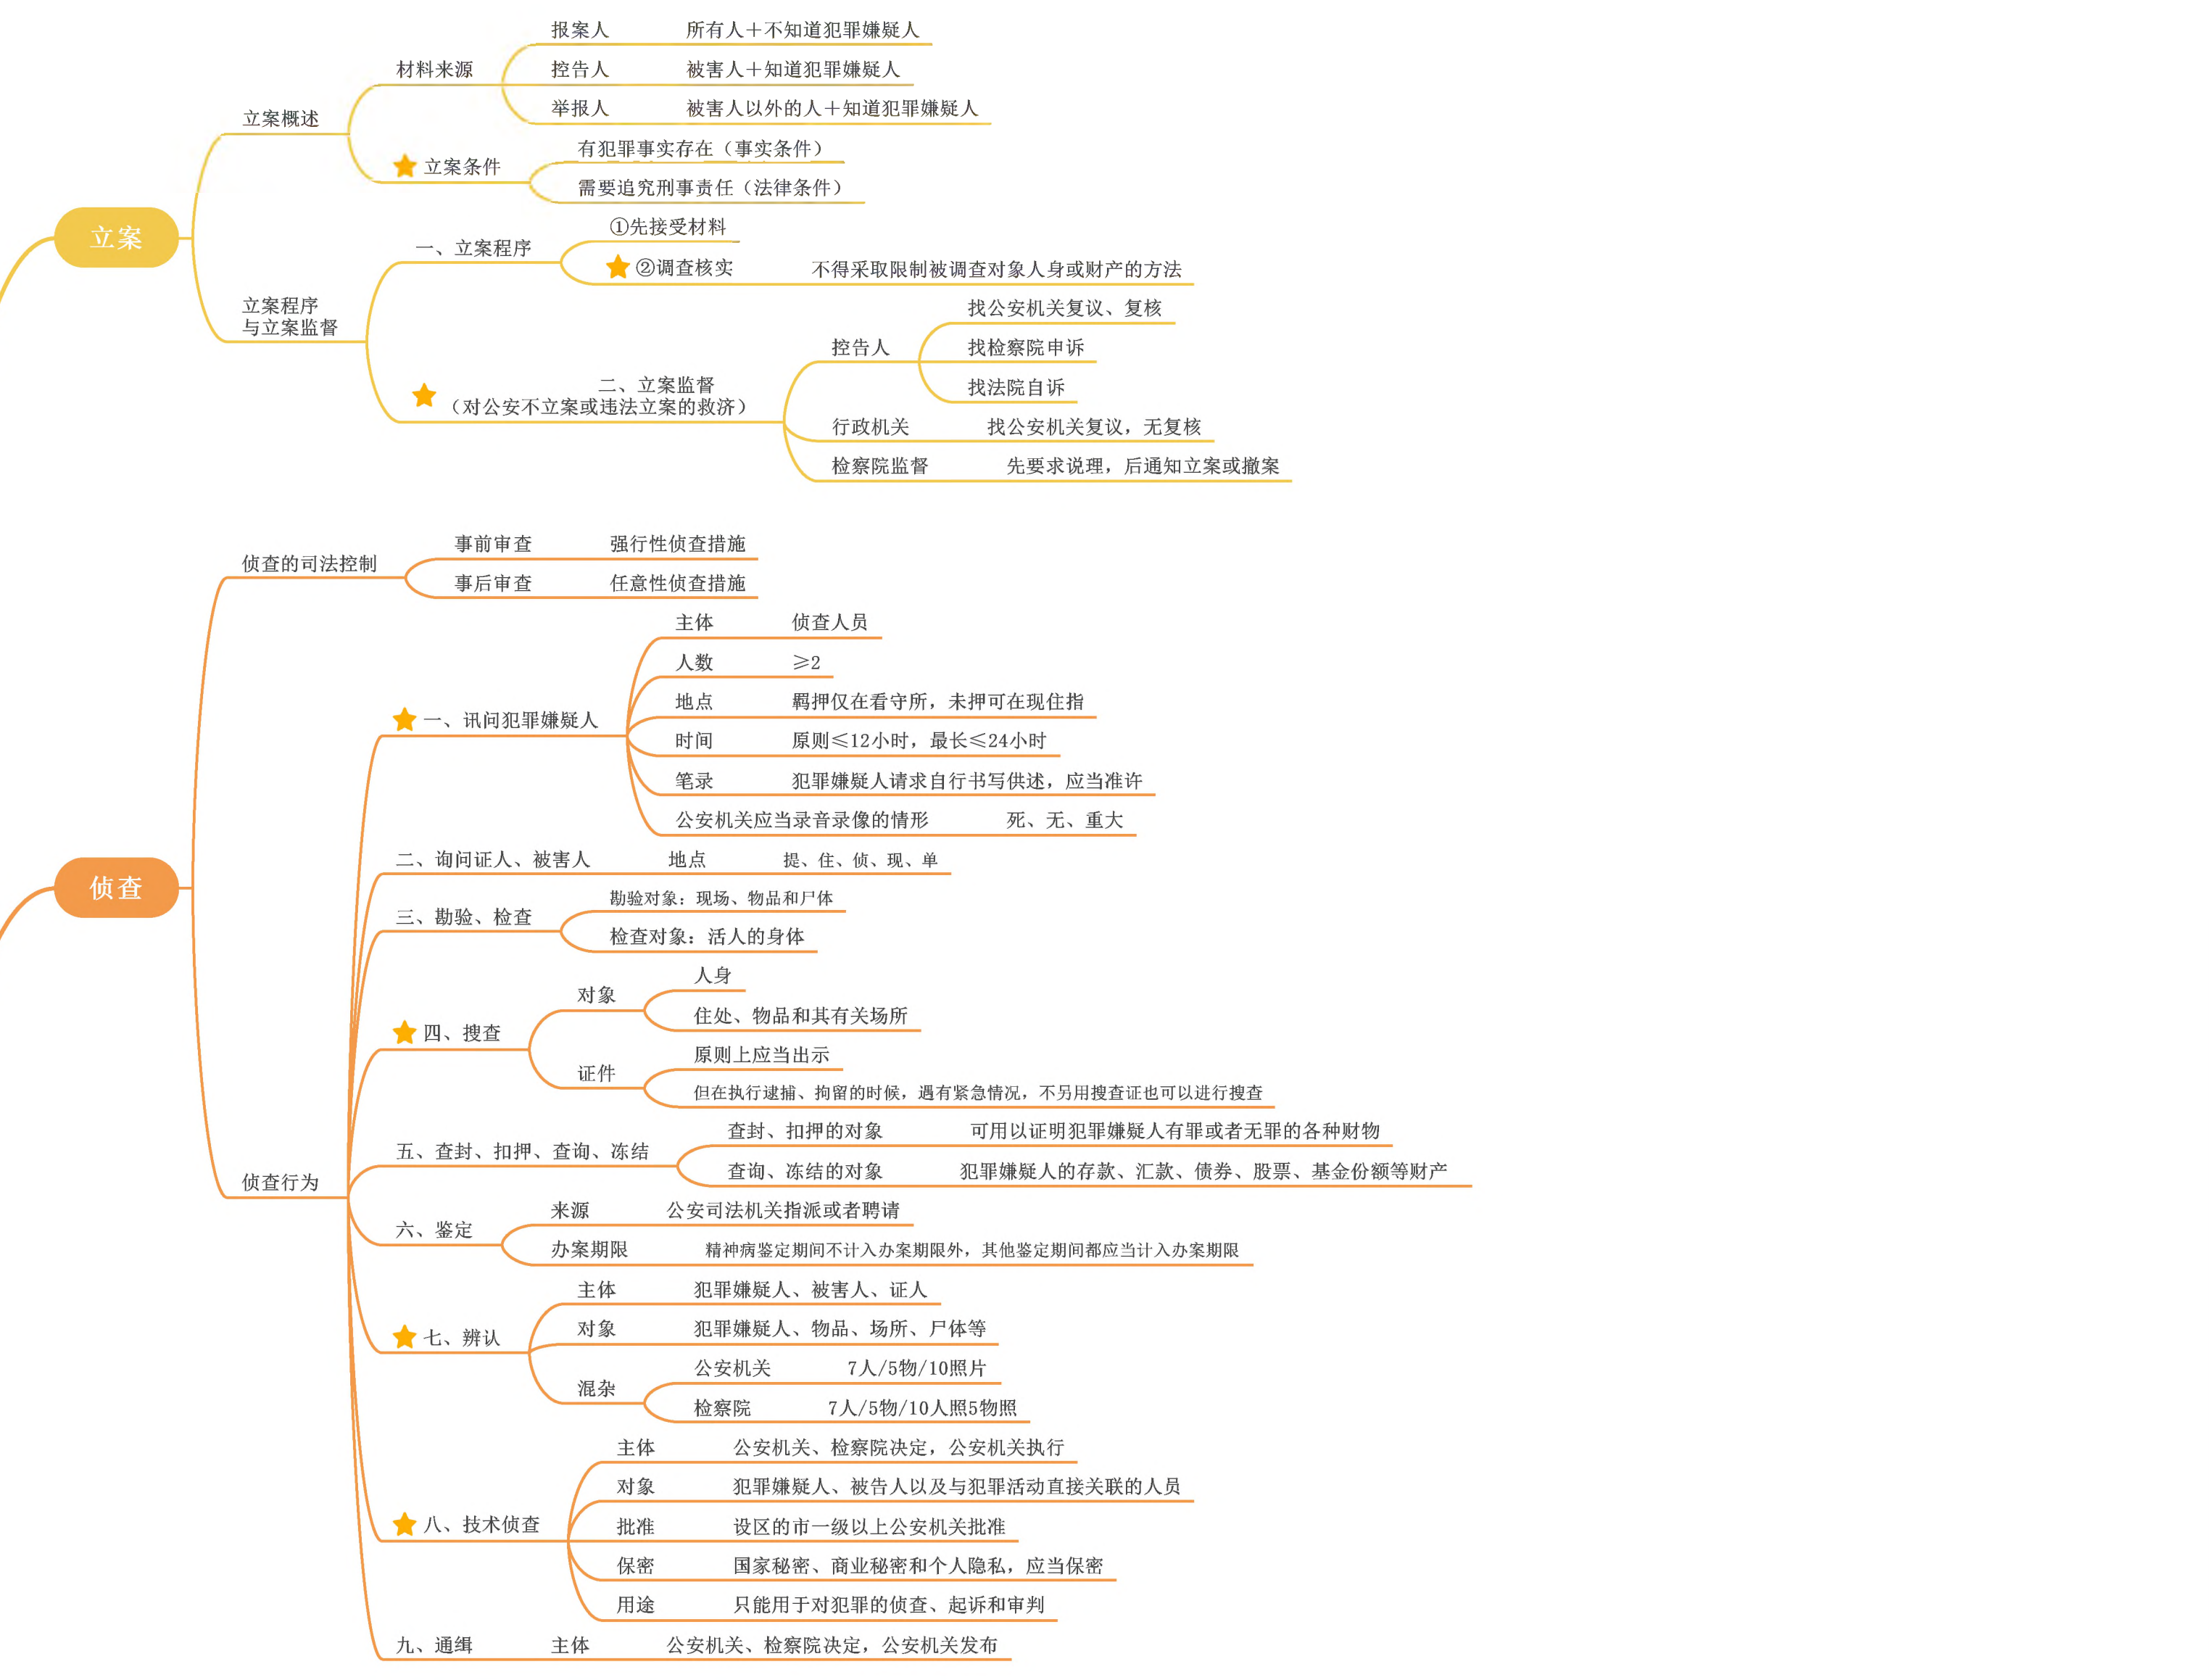 立案
立案概述
材料来源
报案人 所有人＋不知道犯罪嫌疑人
控告人 被害人＋知道犯罪嫌疑人
举报人 被害人以外的人＋知道犯罪嫌疑人
立案条件
有犯罪事实存在（事实条件）
需要追究刑事责任（法律条件）
立案程序
与立案监督
一、立案程序
①先接受材料
②调查核实 不得采取限制被调查对象人身或财产的方法
二、立案监督
（对公安不立案或违法立案的救济）
控告人
找公安机关复议、复核
找检察院申诉
找法院自诉
行政机关 找公安机关复议，无复核
检察院监督 先要求说理，后通知立案或撤案
侦查
侦查的司法控制
事前审查 强行性侦查措施
事后审查 任意性侦查措施
侦查行为
一、讯问犯罪嫌疑人
主体 侦查人员
人数 ≥2
地点 羁押仅在看守所，未押可在现住指
时间 原则≤12小时，最长≤24小时
笔录 犯罪嫌疑人请求自行书写供述，应当准许
公安机关应当录音录像的情形 死、无、重大
二、询问证人、被害人 地点 提、住、侦、现、单
三、勘验、检查
勘验对象：现场、物品和尸体
检查对象：活人的身体
四、搜查
对象
人身
住处、物品和其有关场所
证件
原则上应当出示
但在执行逮捕、拘留的时候，遇有紧急情况，不另用搜查证也可以进行搜查
五、查封、扣押、查询、冻结
查封、扣押的对象 可用以证明犯罪嫌疑人有罪或者无罪的各种财物
查询、冻结的对象 犯罪嫌疑人的存款、汇款、债券、股票、基金份额等财产
六、鉴定
来源 公安司法机关指派或者聘请
办案期限 精神病鉴定期间不计入办案期限外，其他鉴定期间都应当计入办案期限
七、辨认
主体 犯罪嫌疑人、被害人、证人
对象 犯罪嫌疑人、物品、场所、尸体等
混杂
公安机关 7人/5物/10照片
检察院 7人/5物/10人照5物照
八、技术侦查
主体 公安机关、检察院决定，公安机关执行
对象 犯罪嫌疑人、被告人以及与犯罪活动直接关联的人员
批准 设区的市一级以上公安机关批准
保密 国家秘密、商业秘密和个人隐私，应当保密
用途 只能用于对犯罪的侦查、起诉和审判
九、通缉 主体 公安机关、检察院决定，公安机关发布